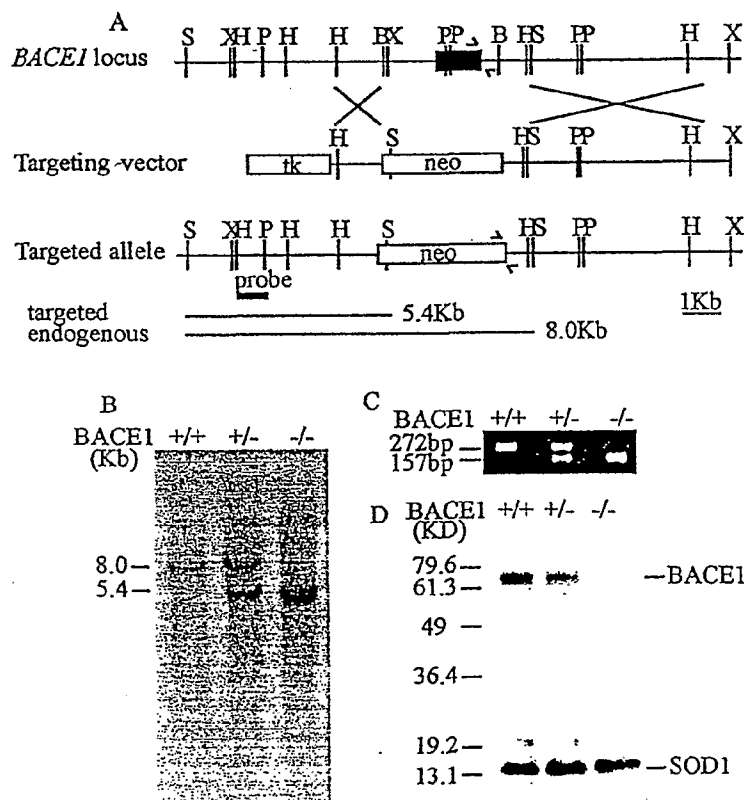 A
S XH P H H BX PP B HS PP H X
BACE1 locus
H S HS PP H X
Targeting vector tk neo
S XH P H H S HS PP H X
Targeted allele neo
probe
targeted 5.4Kb 1Kb
endogenous 8.0Kb
B
BACE1 +/+ +/- -/-
(Kb)
8.0
5.4
C
BACE1 +/+ +/- -/-
272bp
157bp
D BACE1 +/+ +/- -/-
(KD)
79.6
61.3 BACE1
49
36.4
19.2
13.1 SOD1